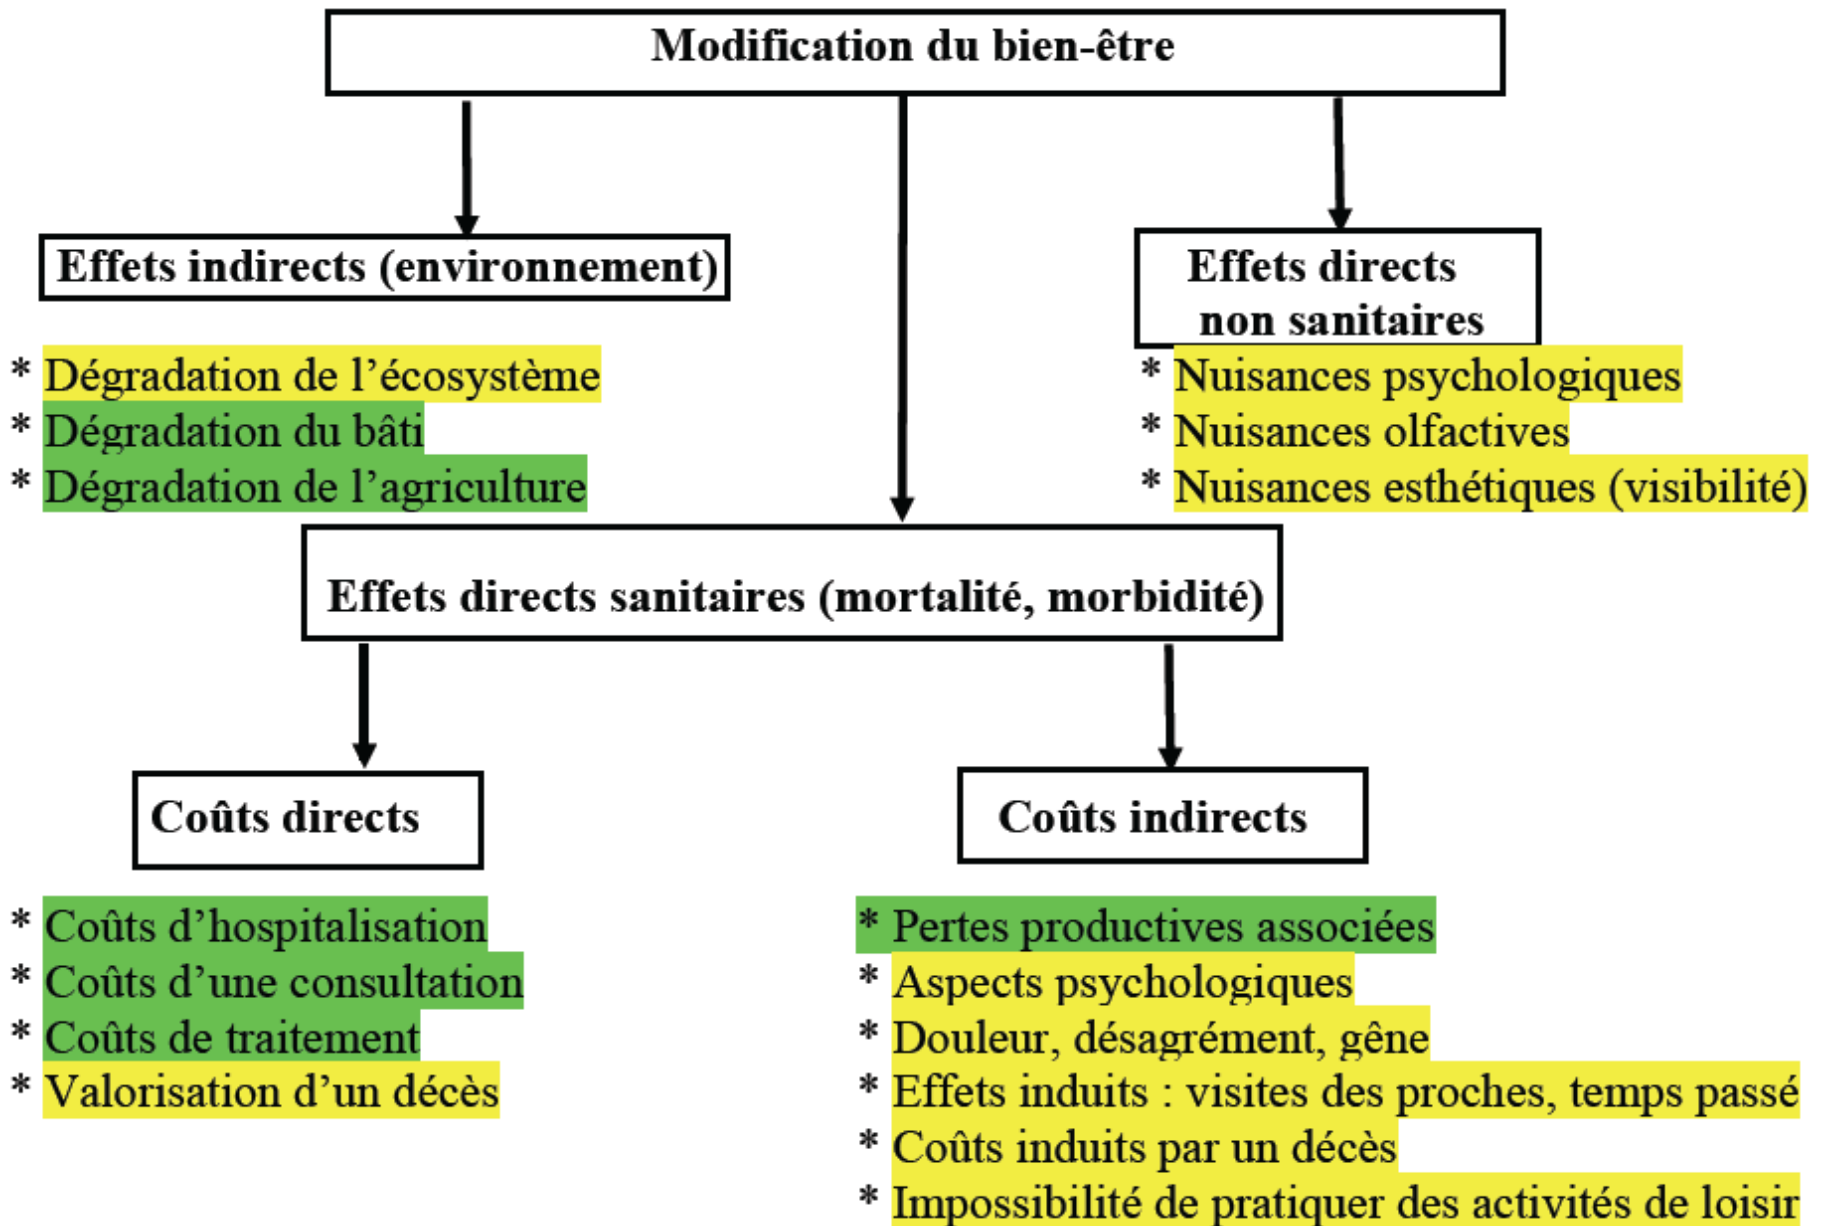 Modification du bien-être
Effets indirects (environnement)
* Dégradation de l’écosystème
* Dégradation du bâti
* Dégradation de l’agriculture
Effets directs
non sanitaires
* Nuisances psychologiques
* Nuisances olfactives
* Nuisances esthétiques (visibilité)
Effets directs sanitaires (mortalité, morbidité)
Coûts directs
* Coûts d’hospitalisation
* Coûts d’une consultation
* Coûts de traitement
* Valorisation d’un décès
Coûts indirects
* Pertes productives associées
* Aspects psychologiques
* Douleur, désagrément, gêne
* Effets induits : visites des proches, temps passé
* Coûts induits par un décès
* Impossibilité de pratiquer des activités de loisir